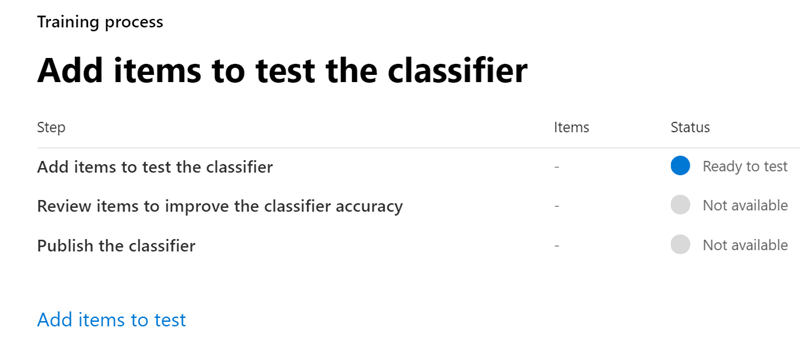 Training process
Add items to test the classifier
Step Items Status
Add items to test the classifier - Ready to test
Review items to improve the classifier accuracy - Not available
Publish the classifier - Not available
Add items to test